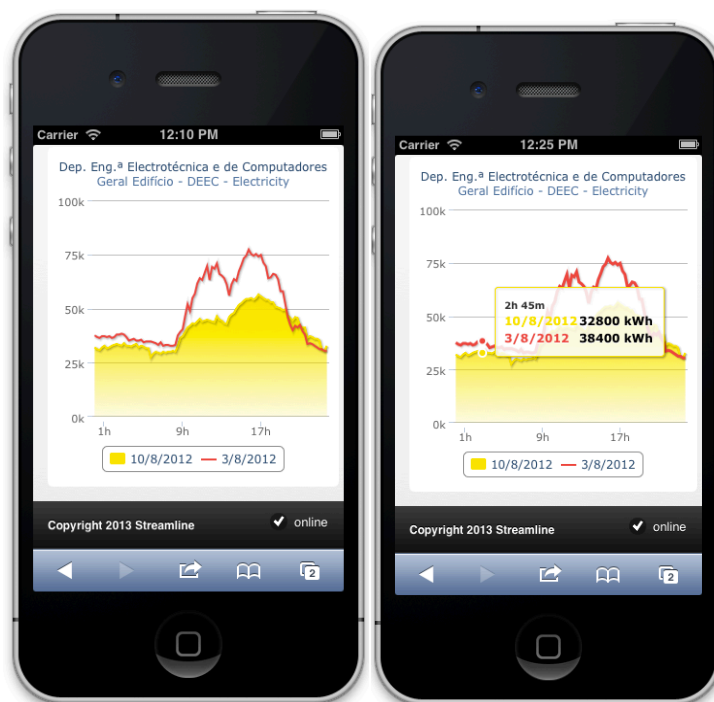 Carrier 12:10 PM
Dep. Eng.ª Electrotécnica e de Computadores
Geral Edifício - DEEC - Electricity
100k
75k
50k
25k
0k
1h 9h 17h
10/8/2012 3/8/2012
Copyright 2013 Streamline online
2
Carrier 12:25 PM
Dep. Eng.ª Electrotécnica e de Computadores
Geral Edifício - DEEC - Electricity
100k
75k
50k
2h 45m
10/8/2012 32800 kWh
3/8/2012 38400 kWh
25k
0k
1h 9h 17h
10/8/2012 3/8/2012
Copyright 2013 Streamline online
2